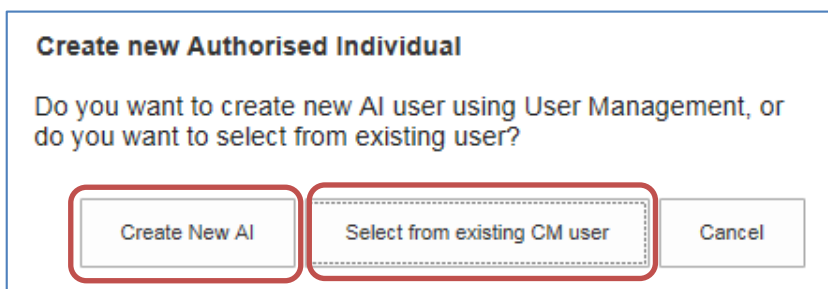 Create new Authorised Individual
Do you want to create new AI user using User Management, or
do you want to select from existing user?
Create New AI
Select from existing CM user
Cancel